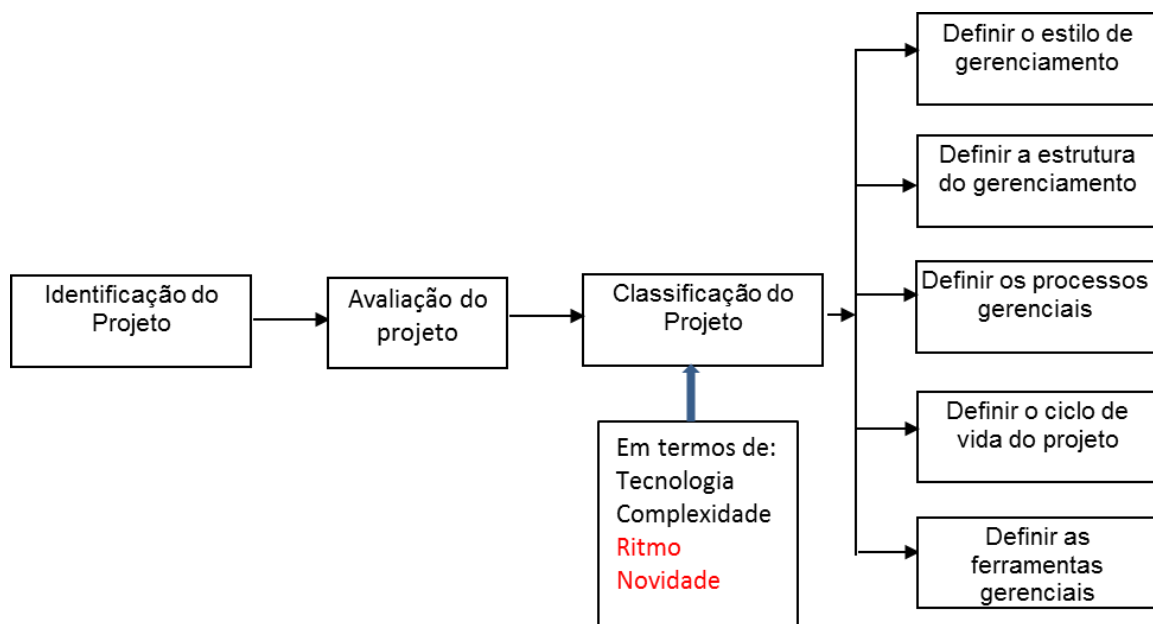 Identificação do
Projeto
Avaliação do
projeto
Classificação do
Projeto
Em termos de:
Tecnologia
Complexidade
Ritmo
Novidade
Definir o estilo de
gerenciamento
Definir a estrutura
do gerenciamento
Definir os processos
gerenciais
Definir o ciclo de
vida do projeto
Definir as
ferramentas
gerenciais